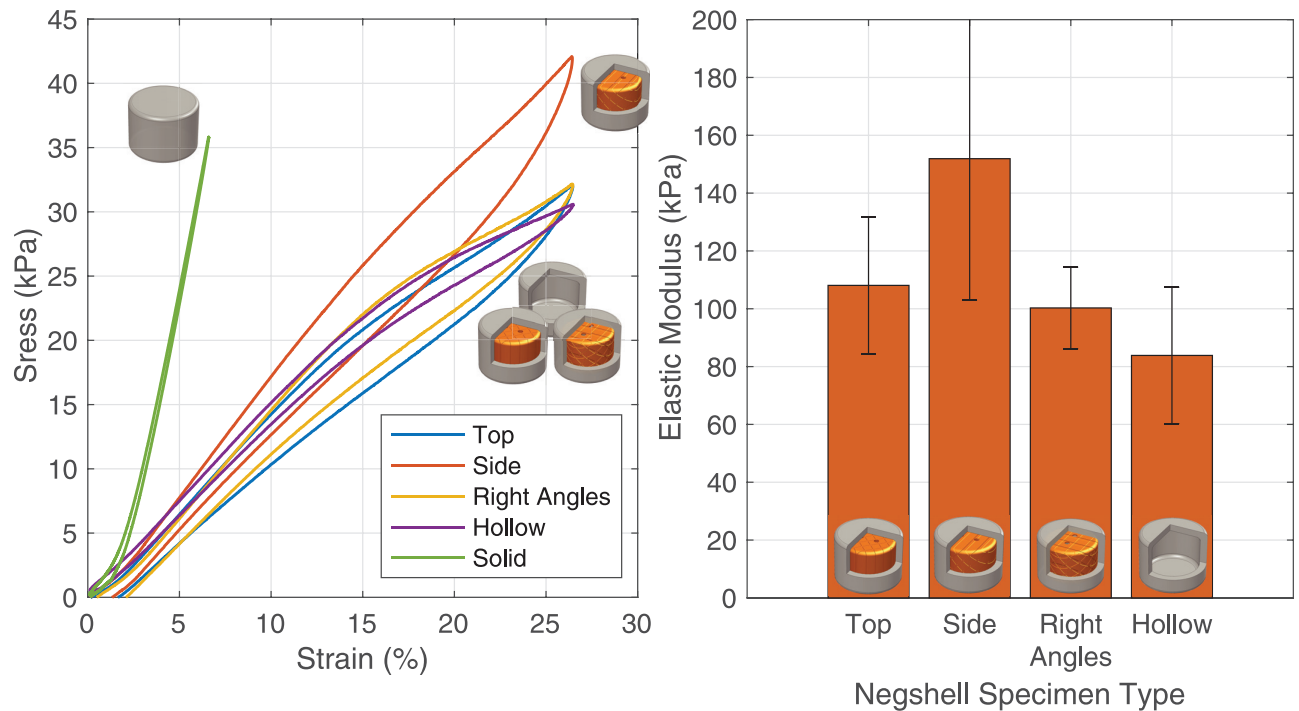 45
40
35
30
25
20
15
10
5
0
Sress (kPa)
0 5 10 15 20 25 30
Strain (%)
Top
Side
Right Angles
Hollow
Solid
200
180
160
140
120
100
80
60
40
20
0
Elastic Modulus (kPa)
Top Side Right Hollow
Angles
Negshell Specimen Type